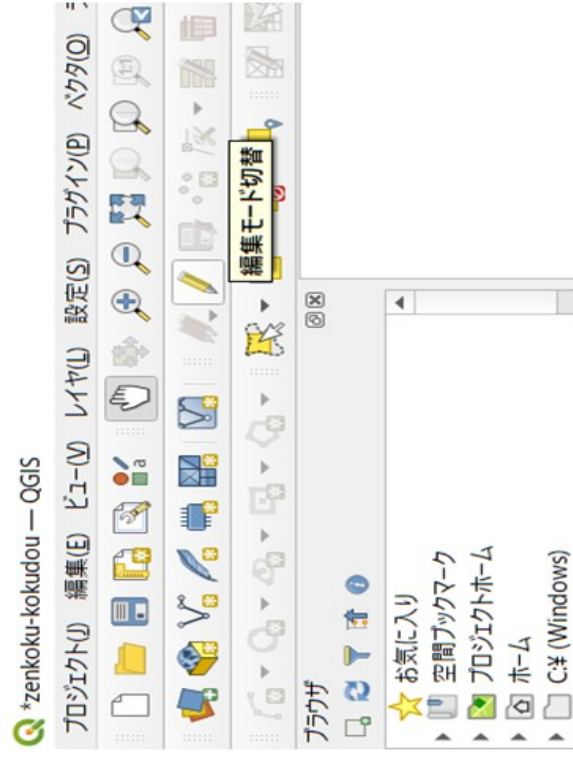 *zenkoku-kokudou — QGIS
プロジェクト(J) 編集(E) ビュー(V) レイヤ(L) 設定(S) プラグイン(P) ベクタ(O)
1:1
a
編集モード切替
ブラウザ
お気に入り
空間ブックマーク
プロジェクトホーム
ホーム
C:¥ (Windows)